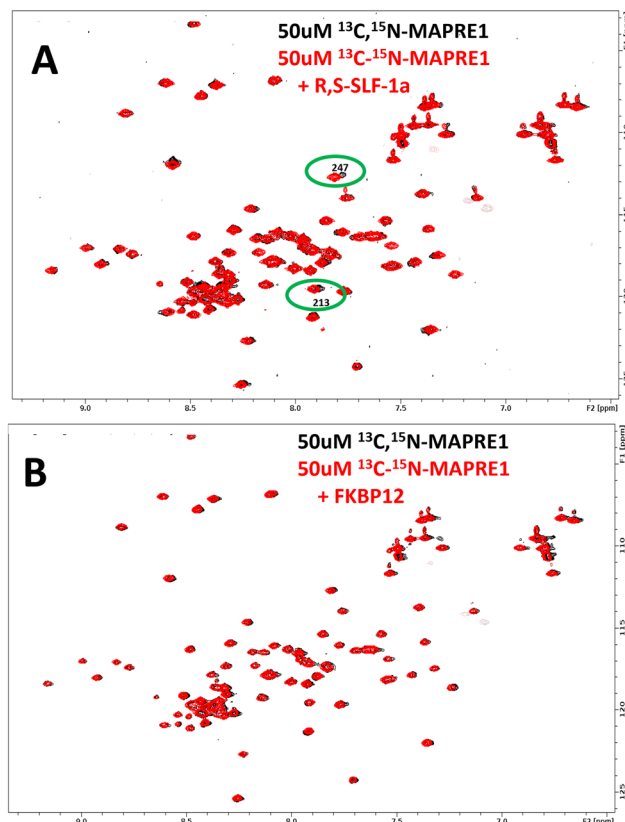 A
50uM ¹³C,¹⁵N-MAPRE1
50uM ¹³C-¹⁵N-MAPRE1
+ R,S-SLF-1a
247
213
9.0 8.5 8.0 7.5 7.0 F2 [ppm]
B
50uM ¹³C,¹⁵N-MAPRE1
50uM ¹³C-¹⁵N-MAPRE1
+ FKBP12
F1 [ppm]
110
115
120
125
9.0 8.5 8.0 7.5 7.0